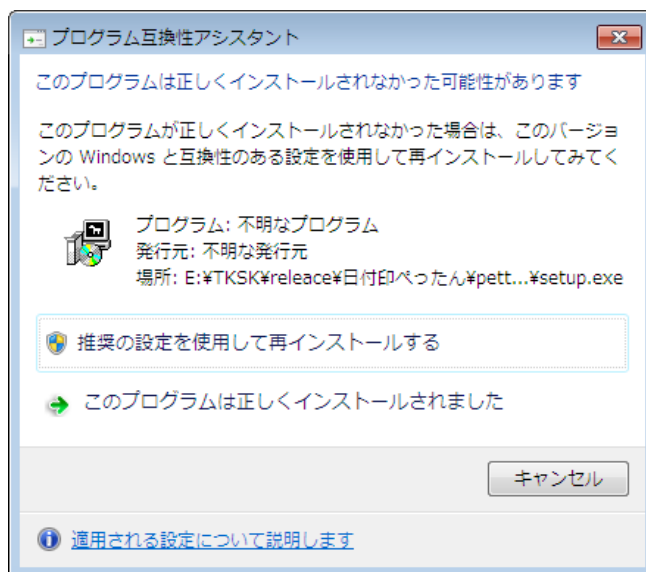 プログラム互換性アシスタント
このプログラムは正しくインストールされなかった可能性があります
このプログラムが正しくインストールされなかった場合は、このバージョ
ンの Windows と互換性のある設定を使用して再インストールしてみてく
ださい。
プログラム: 不明なプログラム
発行元: 不明な発行元
場所: E:¥TKSK¥releace¥日付印ぺったん¥pett...¥setup.exe
推奨の設定を使用して再インストールする
このプログラムは正しくインストールされました
キャンセル
適用される設定について説明します